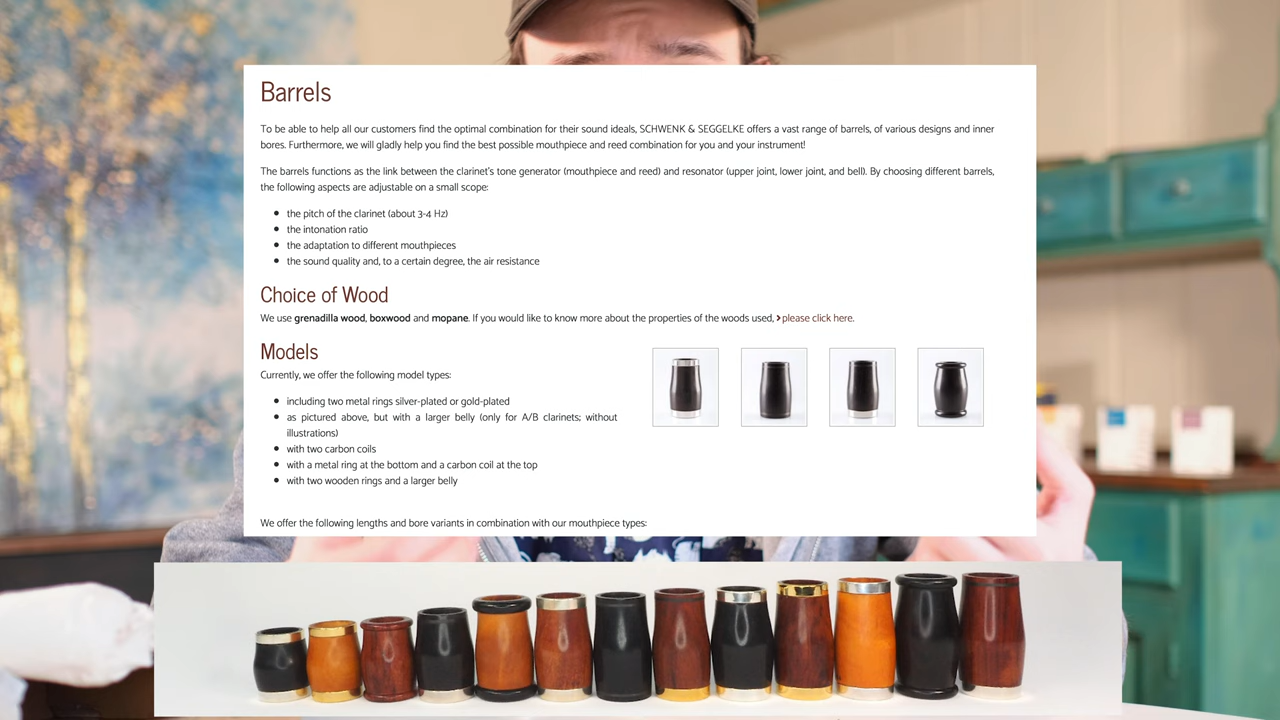 Barrels
To be able to help all our customers find the optimal combination for their sound ideals, SCHWENK & SEGGELKE offers a vast range of barrels, of various designs and inner
bores. Furthermore, we will gladly help you find the best possible mouthpiece and reed combination for you and your instrument!
The barrels functions as the link between the clarinet's tone generator (mouthpiece and reed) and resonator (upper joint, lower joint, and bell). By choosing different barrels,
the following aspects are adjustable on a small scope:
• the pitch of the clarinet (about 3-4 Hz)
• the intonation ratio
• the adaptation to different mouthpieces
• the sound quality and, to a certain degree, the air resistance
Choice of Wood
We use grenadilla wood, boxwood and mopane. If you would like to know more about the properties of the woods used, › please click here.
Models
Currently, we offer the following model types:
• including two metal rings silver-plated or gold-plated
• as pictured above, but with a larger belly (only for A/B clarinets; without
illustrations)
• with two carbon coils
• with a metal ring at the bottom and a carbon coil at the top
• with two wooden rings and a larger belly
We offer the following lengths and bore variants in combination with our mouthpiece types: